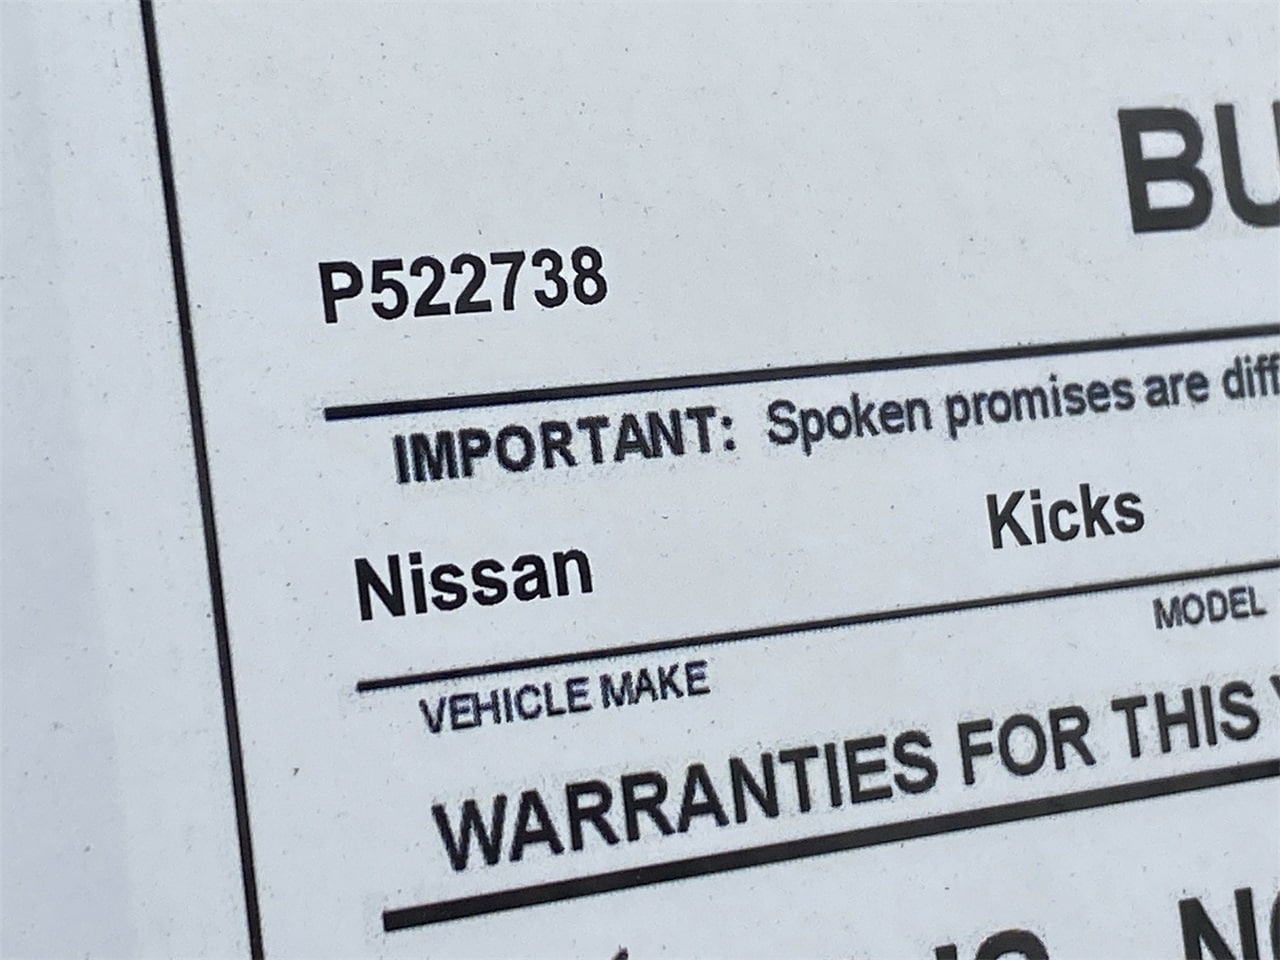 BU
P522738
IMPORTANT: Spoken promises are diff
Nissan Kicks
VEHICLE MAKE MODEL
WARRANTIES FOR THIS